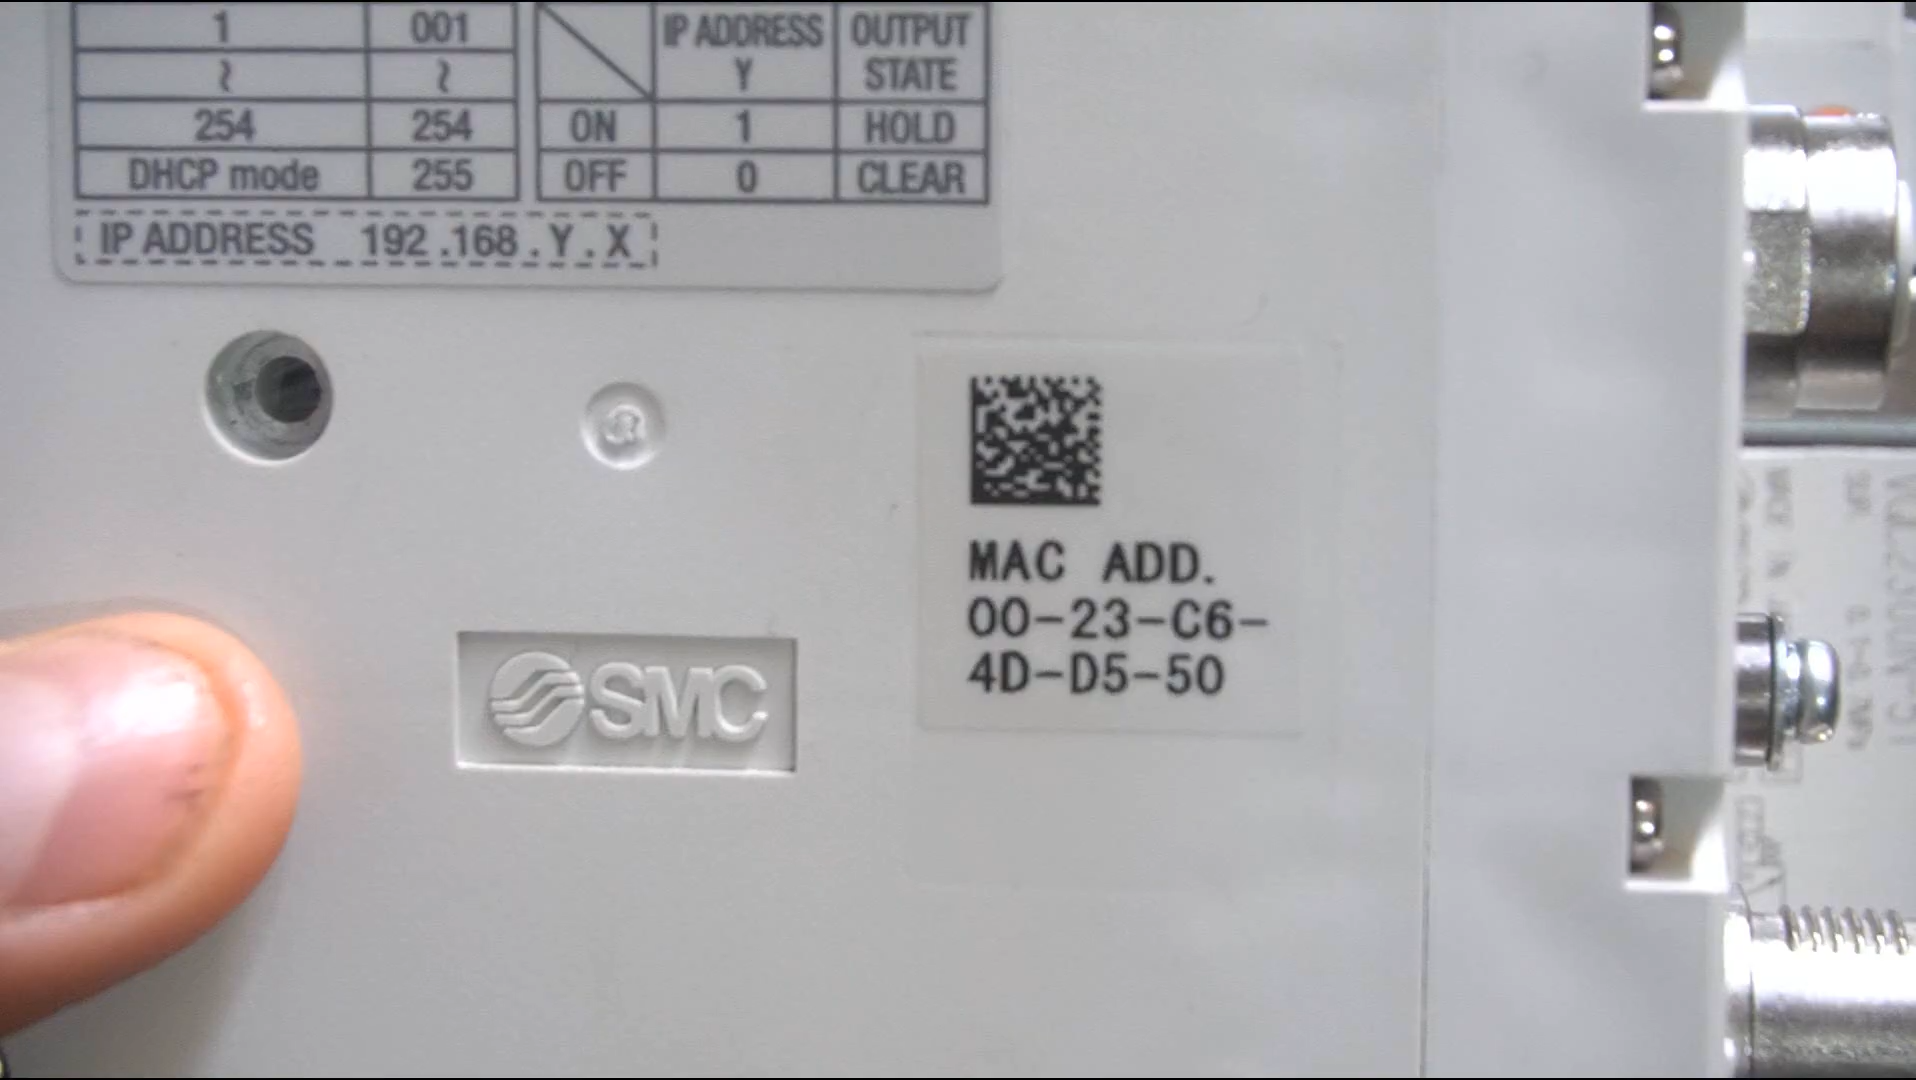 1 001
≀ ≀
254 254
DHCP mode 255
IP ADDRESS Y OUTPUT STATE
ON 1 HOLD
OFF 0 CLEAR
IP ADDRESS 192.168.Y.X
MAC ADD.
00-23-C6-
4D-D5-50
SMC